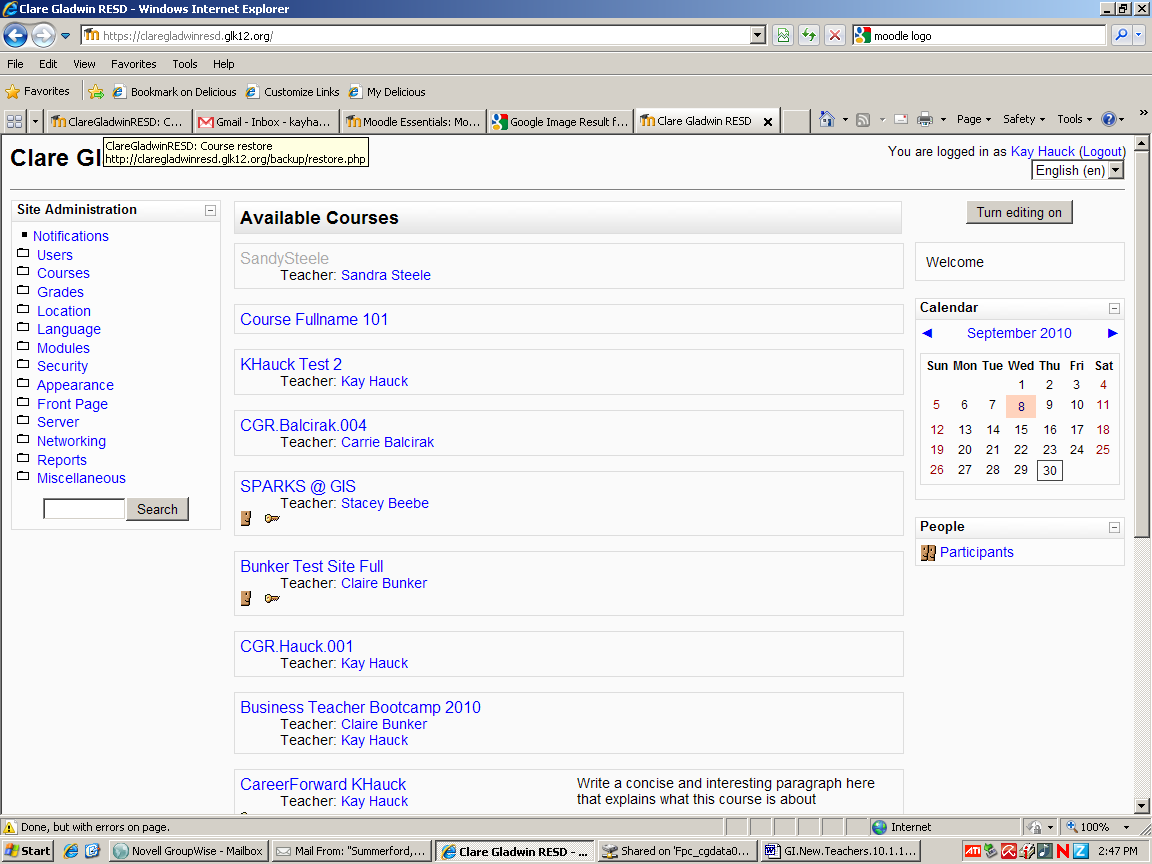 Clare Gladwin RESD - Windows Internet Explorer
https://claregladwinresd.glk12.org/
moodle logo
File Edit View Favorites Tools Help
Favorites Bookmark on Delicious Customize Links My Delicious
ClareGladwinRESD: C... Gmail - Inbox - kayha... Moodle Essentials: Mo... Google Image Result f... Clare Gladwin RESD Page Safety Tools
ClareGladwinRESD: Course restore
http://claregladwinresd.glk12.org/backup/restore.php
Clare Gl
You are logged in as Kay Hauck (Logout)
English (en)
Site Administration
Notifications
Users
Courses
Grades
Location
Language
Modules
Security
Appearance
Front Page
Server
Networking
Reports
Miscellaneous
Search
Available Courses
SandySteele
Teacher: Sandra Steele
Course Fullname 101
KHauck Test 2
Teacher: Kay Hauck
CGR.Balcirak.004
Teacher: Carrie Balcirak
SPARKS @ GIS
Teacher: Stacey Beebe
Bunker Test Site Full
Teacher: Claire Bunker
CGR.Hauck.001
Teacher: Kay Hauck
Business Teacher Bootcamp 2010
Teacher: Claire Bunker
Teacher: Kay Hauck
CareerForward KHauck
Teacher: Kay Hauck
Write a concise and interesting paragraph here
that explains what this course is about
Turn editing on
Welcome
Calendar
September 2010
Sun Mon Tue Wed Thu Fri Sat
1 2 3 4
5 6 7 8 9 10 11
12 13 14 15 16 17 18
19 20 21 22 23 24 25
26 27 28 29 30
People
Participants
Done, but with errors on page. Internet 100%
Start Novell GroupWise - Mailbox Mail From: "Summerford,... Clare Gladwin RESD - ... Shared on 'Fpc_cgdata0... GI.New.Teachers.10.1.1... ATI 2:47 PM